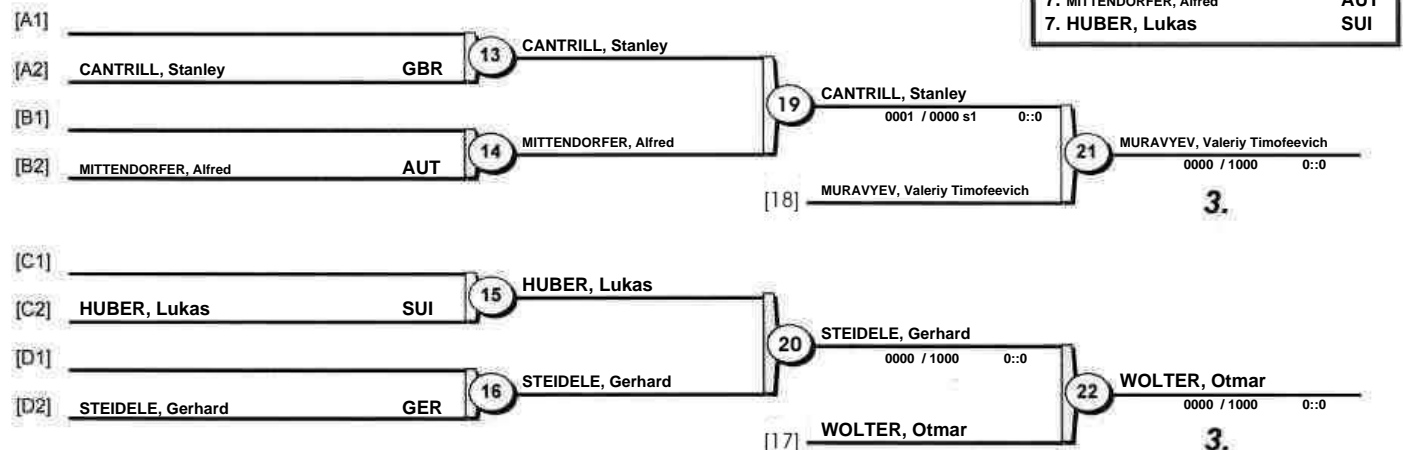 7. MITTENDORFER, Alfred AUT
7. HUBER, Lukas SUI
[A1]
[A2] CANTRILL, Stanley GBR
13
CANTRILL, Stanley
[B1]
[B2] MITTENDORFER, Alfred AUT
14
MITTENDORFER, Alfred
19
CANTRILL, Stanley
0001 / 0000 s1 0::0
[18] MURAVYEV, Valeriy Timofeevich
21
MURAVYEV, Valeriy Timofeevich
0000 / 1000 0::0
3.
[C1]
[C2] HUBER, Lukas SUI
15
HUBER, Lukas
[D1]
[D2] STEIDELE, Gerhard GER
16
STEIDELE, Gerhard
20
STEIDELE, Gerhard
0000 / 1000 0::0
[17] WOLTER, Otmar
22
WOLTER, Otmar
0000 / 1000 0::0
3.